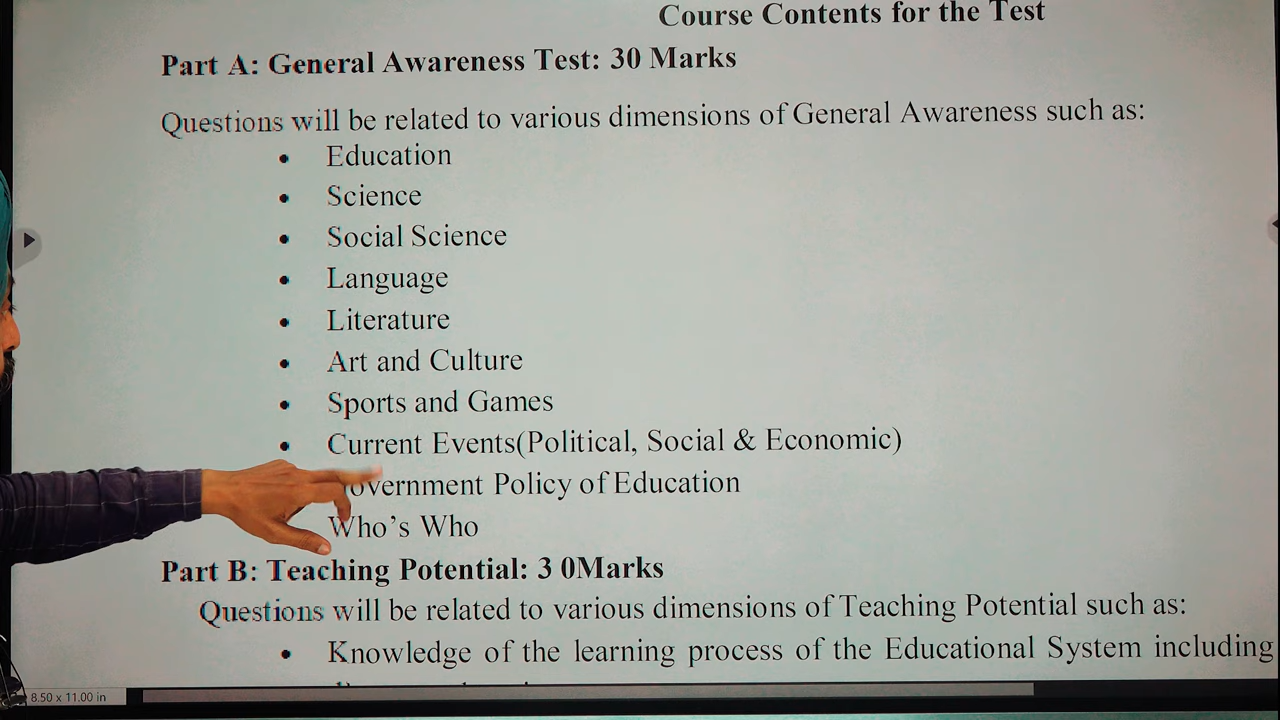 Course Contents for the Test
Part A: General Awareness Test: 30 Marks
Questions will be related to various dimensions of General Awareness such as:
• Education
• Science
• Social Science
• Language
• Literature
• Art and Culture
• Sports and Games
• Current Events(Political, Social & Economic)
overnment Policy of Education
Who’s Who
Part B: Teaching Potential: 3 0Marks
Questions will be related to various dimensions of Teaching Potential such as:
• Knowledge of the learning process of the Educational System including
8.50 x 11.00 in